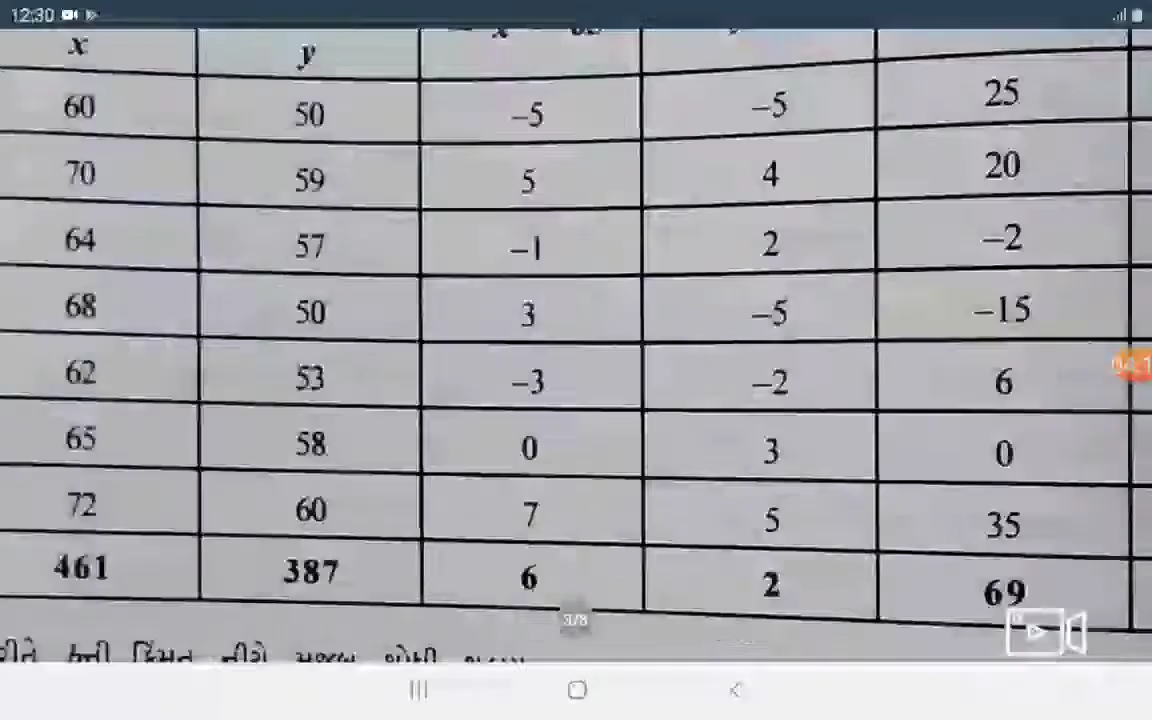 12:30
x y
60 50 –5 –5 25
70 59 5 4 20
64 57 –1 2 –2
68 50 3 –5 –15
62 53 –3 –2 6
65 58 0 3 0
72 60 7 5 35
461 387 6 2 69
3/8